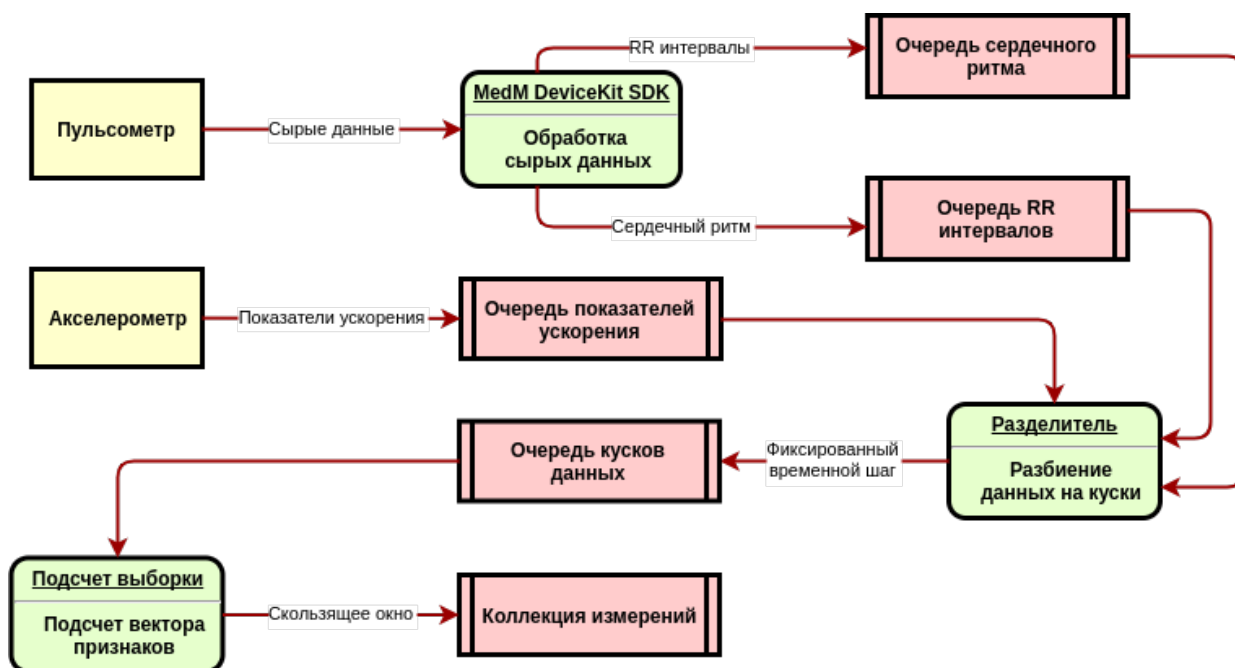 RR интервалы
Очередь сердечного
ритма
MedM DeviceKit SDK
Пульсометр
Сырые данные
Обработка
сырых данных
Сердечный ритм
Очередь RR
интервалов
Акселерометр
Показатели ускорения
Очередь показателей
ускорения
Разделитель
Разбиение
данных на куски
Фиксированный
временной шаг
Очередь кусков
данных
Подсчет выборки
Подсчет вектора
признаков
Скользящее окно
Коллекция измерений